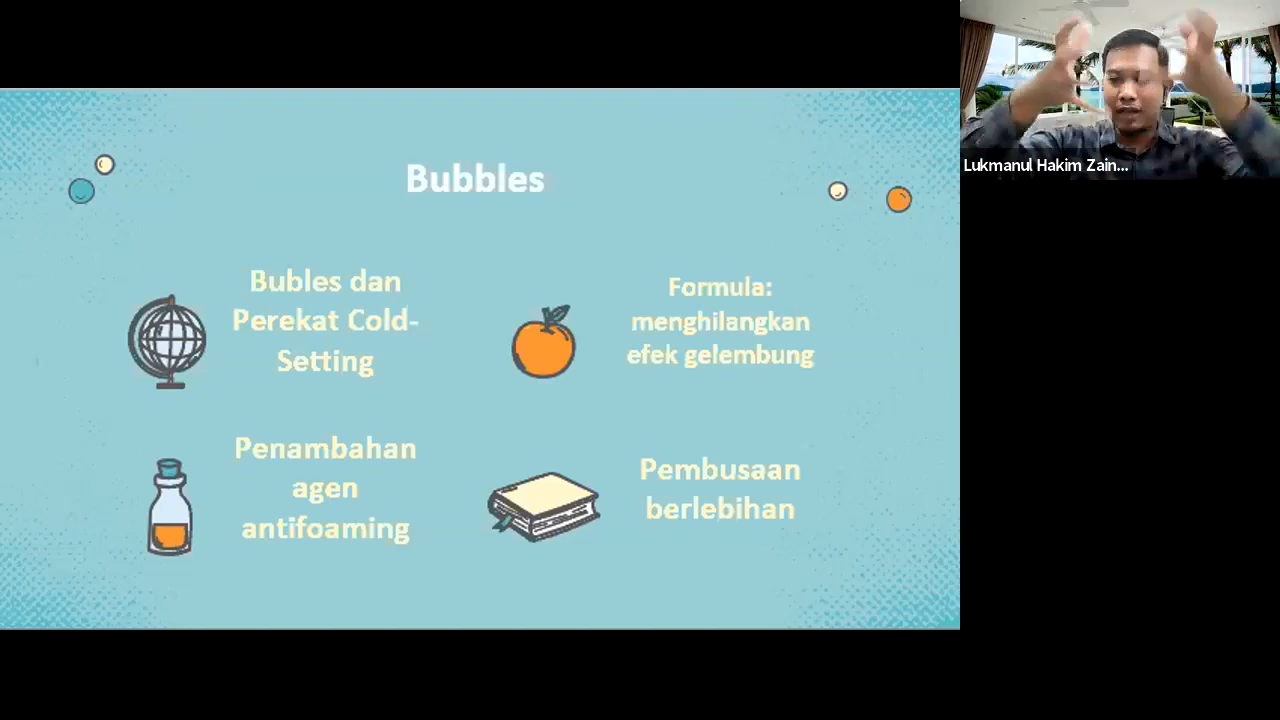 Bubbles
Bubles dan
Perekat Cold-
Setting
Formula:
menghilangkan
efek gelembung
Penambahan
agen
antifoaming
Pembusaan
berlebihan
Lukmanul Hakim Zain...